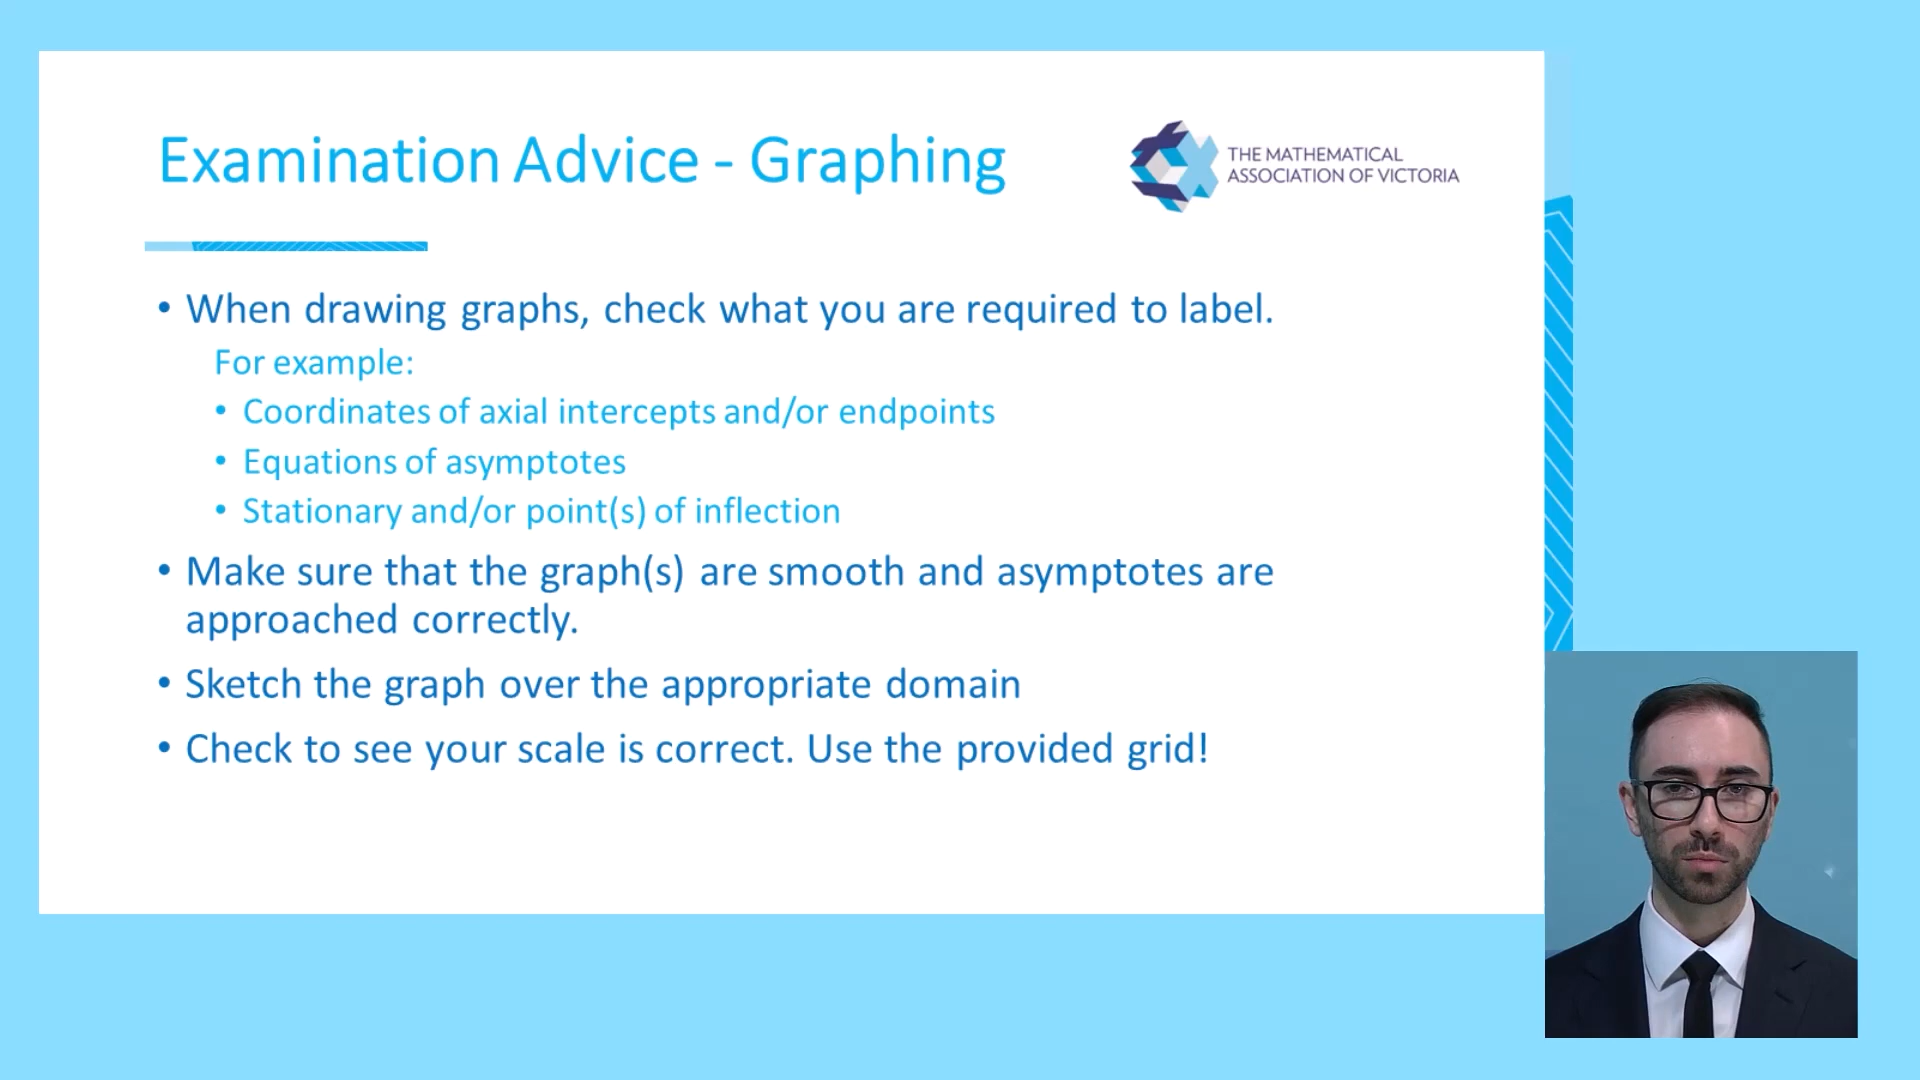 Examination Advice - Graphing
THE MATHEMATICAL
ASSOCIATION OF VICTORIA
• When drawing graphs, check what you are required to label.
For example:
• Coordinates of axial intercepts and/or endpoints
• Equations of asymptotes
• Stationary and/or point(s) of inflection
• Make sure that the graph(s) are smooth and asymptotes are
approached correctly.
• Sketch the graph over the appropriate domain
• Check to see your scale is correct. Use the provided grid!